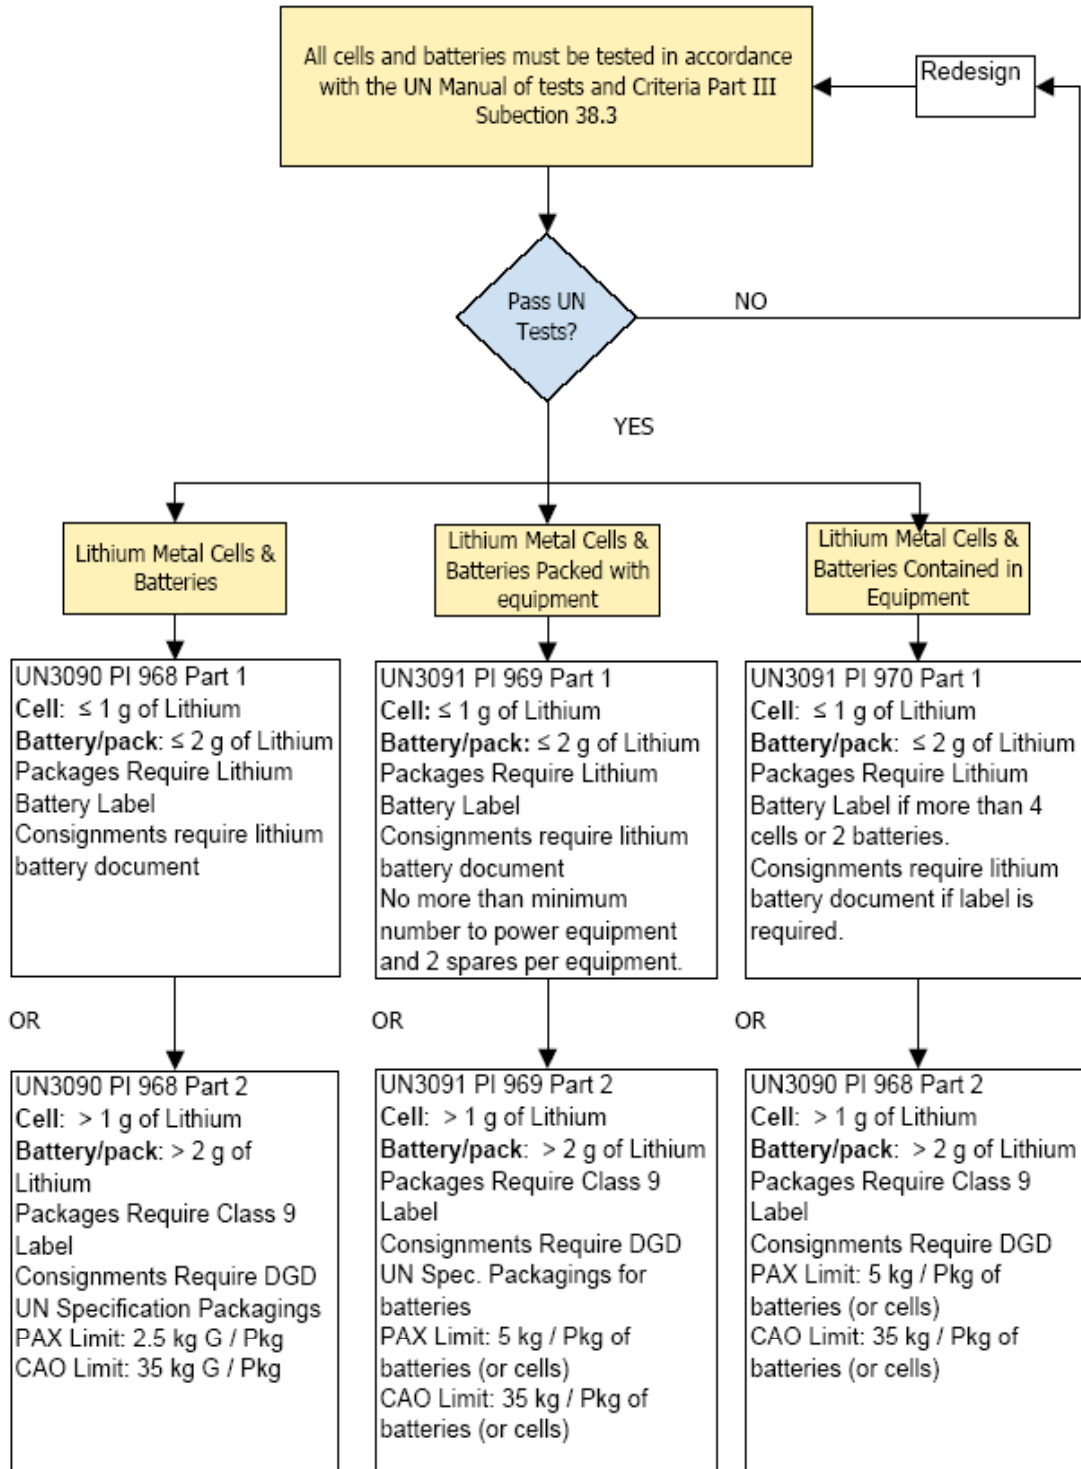 All cells and batteries must be tested in accordance
with the UN Manual of tests and Criteria Part III
Subection 38.3
Redesign
Pass UN
Tests?
NO
YES
Lithium Metal Cells &
Batteries
Lithium Metal Cells &
Batteries Packed with
equipment
Lithium Metal Cells &
Batteries Contained in
Equipment
UN3090 PI 968 Part 1
Cell: ≤ 1 g of Lithium
Battery/pack: ≤ 2 g of Lithium
Packages Require Lithium
Battery Label
Consignments require lithium
battery document
UN3091 PI 969 Part 1
Cell: ≤ 1 g of Lithium
Battery/pack: ≤ 2 g of Lithium
Packages Require Lithium
Battery Label
Consignments require lithium
battery document
No more than minimum
number to power equipment
and 2 spares per equipment.
UN3091 PI 970 Part 1
Cell: ≤ 1 g of Lithium
Battery/pack: ≤ 2 g of Lithium
Packages Require Lithium
Battery Label if more than 4
cells or 2 batteries.
Consignments require lithium
battery document if label is
required.
OR
OR
OR
UN3090 PI 968 Part 2
Cell: > 1 g of Lithium
Battery/pack: > 2 g of
Lithium
Packages Require Class 9
Label
Consignments Require DGD
UN Specification Packagings
PAX Limit: 2.5 kg G / Pkg
CAO Limit: 35 kg G / Pkg
UN3091 PI 969 Part 2
Cell: > 1 g of Lithium
Battery/pack: > 2 g of Lithium
Packages Require Class 9
Label
Consignments Require DGD
UN Spec. Packagings for
batteries
PAX Limit: 5 kg / Pkg of
batteries (or cells)
CAO Limit: 35 kg / Pkg of
batteries (or cells)
UN3090 PI 968 Part 2
Cell: > 1 g of Lithium
Battery/pack: > 2 g of Lithium
Packages Require Class 9
Label
Consignments Require DGD
PAX Limit: 5 kg / Pkg of
batteries (or cells)
CAO Limit: 35 kg / Pkg of
batteries (or cells)